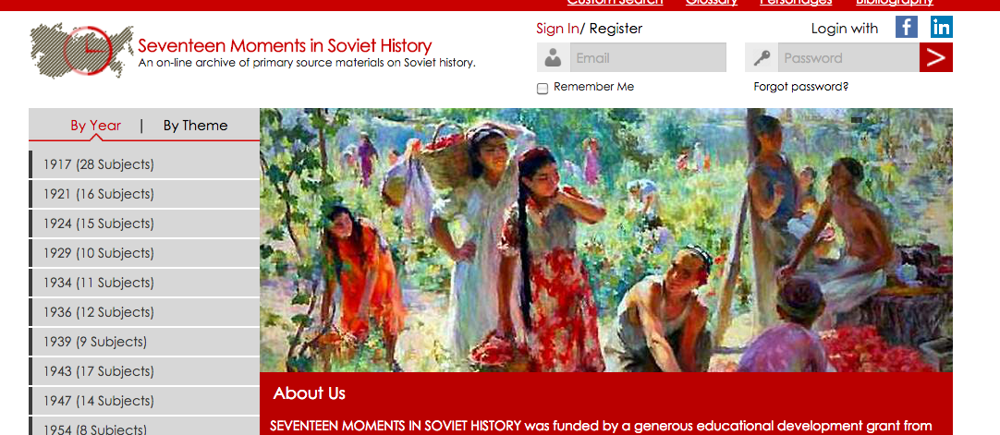 Custom Search Glossary Personages Bibliography
Seventeen Moments in Soviet History
An on-line archive of primary source materials on Soviet history.
Sign In/ Register
Login with
f
in
Email
Password
>
Remember Me
Forgot password?
By Year | By Theme
1917 (28 Subjects)
1921 (16 Subjects)
1924 (15 Subjects)
1929 (10 Subjects)
1934 (11 Subjects)
1936 (12 Subjects)
1939 (9 Subjects)
1943 (17 Subjects)
1947 (14 Subjects)
1954 (8 Subjects)
About Us
SEVENTEEN MOMENTS IN SOVIET HISTORY was funded by a generous educational development grant from